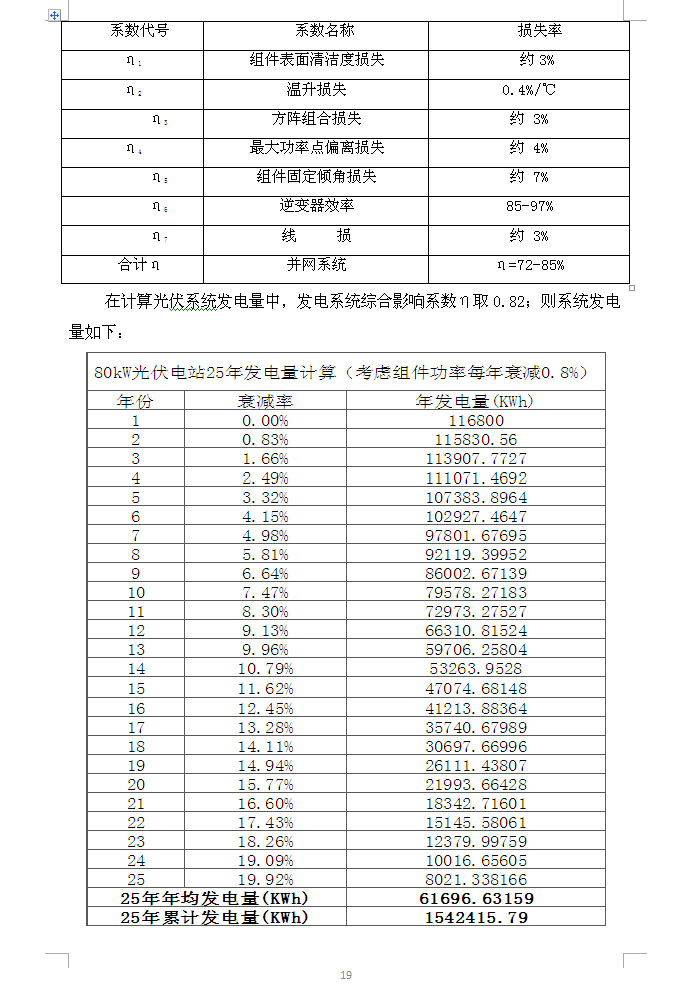 系数代号 系数名称 损失率
η1 组件表面清洁度损失 约3%
η2 温升损失 0.4%/℃
η3 方阵组合损失 约 3%
η4 最大功率点偏离损失 约 4%
η5 组件固定倾角损失 约 7%
η6 逆变器效率 85-97%
η7 线 损 约 3%
合计η 并网系统 η=72-85%
在计算光伏系统发电量中，发电系统综合影响系数η取0.82；则系统发电
量如下：
80kW光伏电站25年发电量计算（考虑组件功率每年衰减0.8%）
年份 衰减率 年发电量(KWh)
1 0.00% 116800
2 0.83% 115830.56
3 1.66% 113907.7727
4 2.49% 111071.4692
5 3.32% 107383.8964
6 4.15% 102927.4647
7 4.98% 97801.67695
8 5.81% 92119.39952
9 6.64% 86002.67139
10 7.47% 79578.27183
11 8.30% 72973.27527
12 9.13% 66310.81524
13 9.96% 59706.25804
14 10.79% 53263.9528
15 11.62% 47074.68148
16 12.45% 41213.88364
17 13.28% 35740.67989
18 14.11% 30697.66996
19 14.94% 26111.43807
20 15.77% 21993.66428
21 16.60% 18342.71601
22 17.43% 15145.58061
23 18.26% 12379.99759
24 19.09% 10016.65605
25 19.92% 8021.338166
25年年均发电量(KWh) 61696.63159
25年累计发电量(KWh) 1542415.79
19